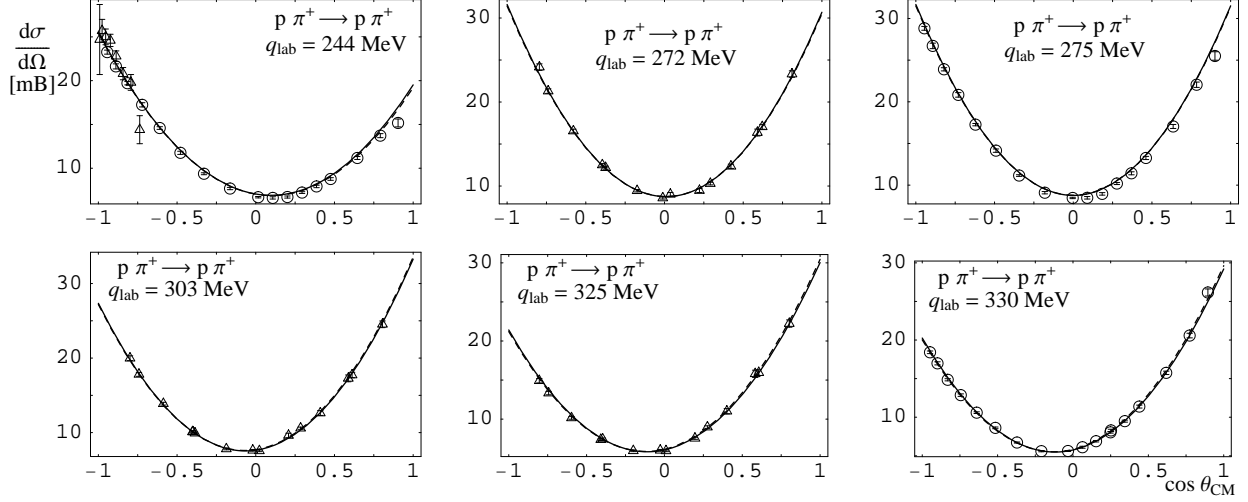 dσ
dΩ
[mB]
p π⁺ ⟶ p π⁺
q_lab = 244 MeV
20
10
-1 -0.5 0 0.5 1
p π⁺ ⟶ p π⁺
q_lab = 272 MeV
30
20
10
-1 -0.5 0 0.5 1
p π⁺ ⟶ p π⁺
q_lab = 275 MeV
30
20
10
-1 -0.5 0 0.5 1
p π⁺ ⟶ p π⁺
q_lab = 303 MeV
30
20
10
-1 -0.5 0 0.5 1
p π⁺ ⟶ p π⁺
q_lab = 325 MeV
30
20
10
-1 -0.5 0 0.5 1
p π⁺ ⟶ p π⁺
q_lab = 330 MeV
30
20
10
-1 -0.5 0 0.5 1
cos θ_CM